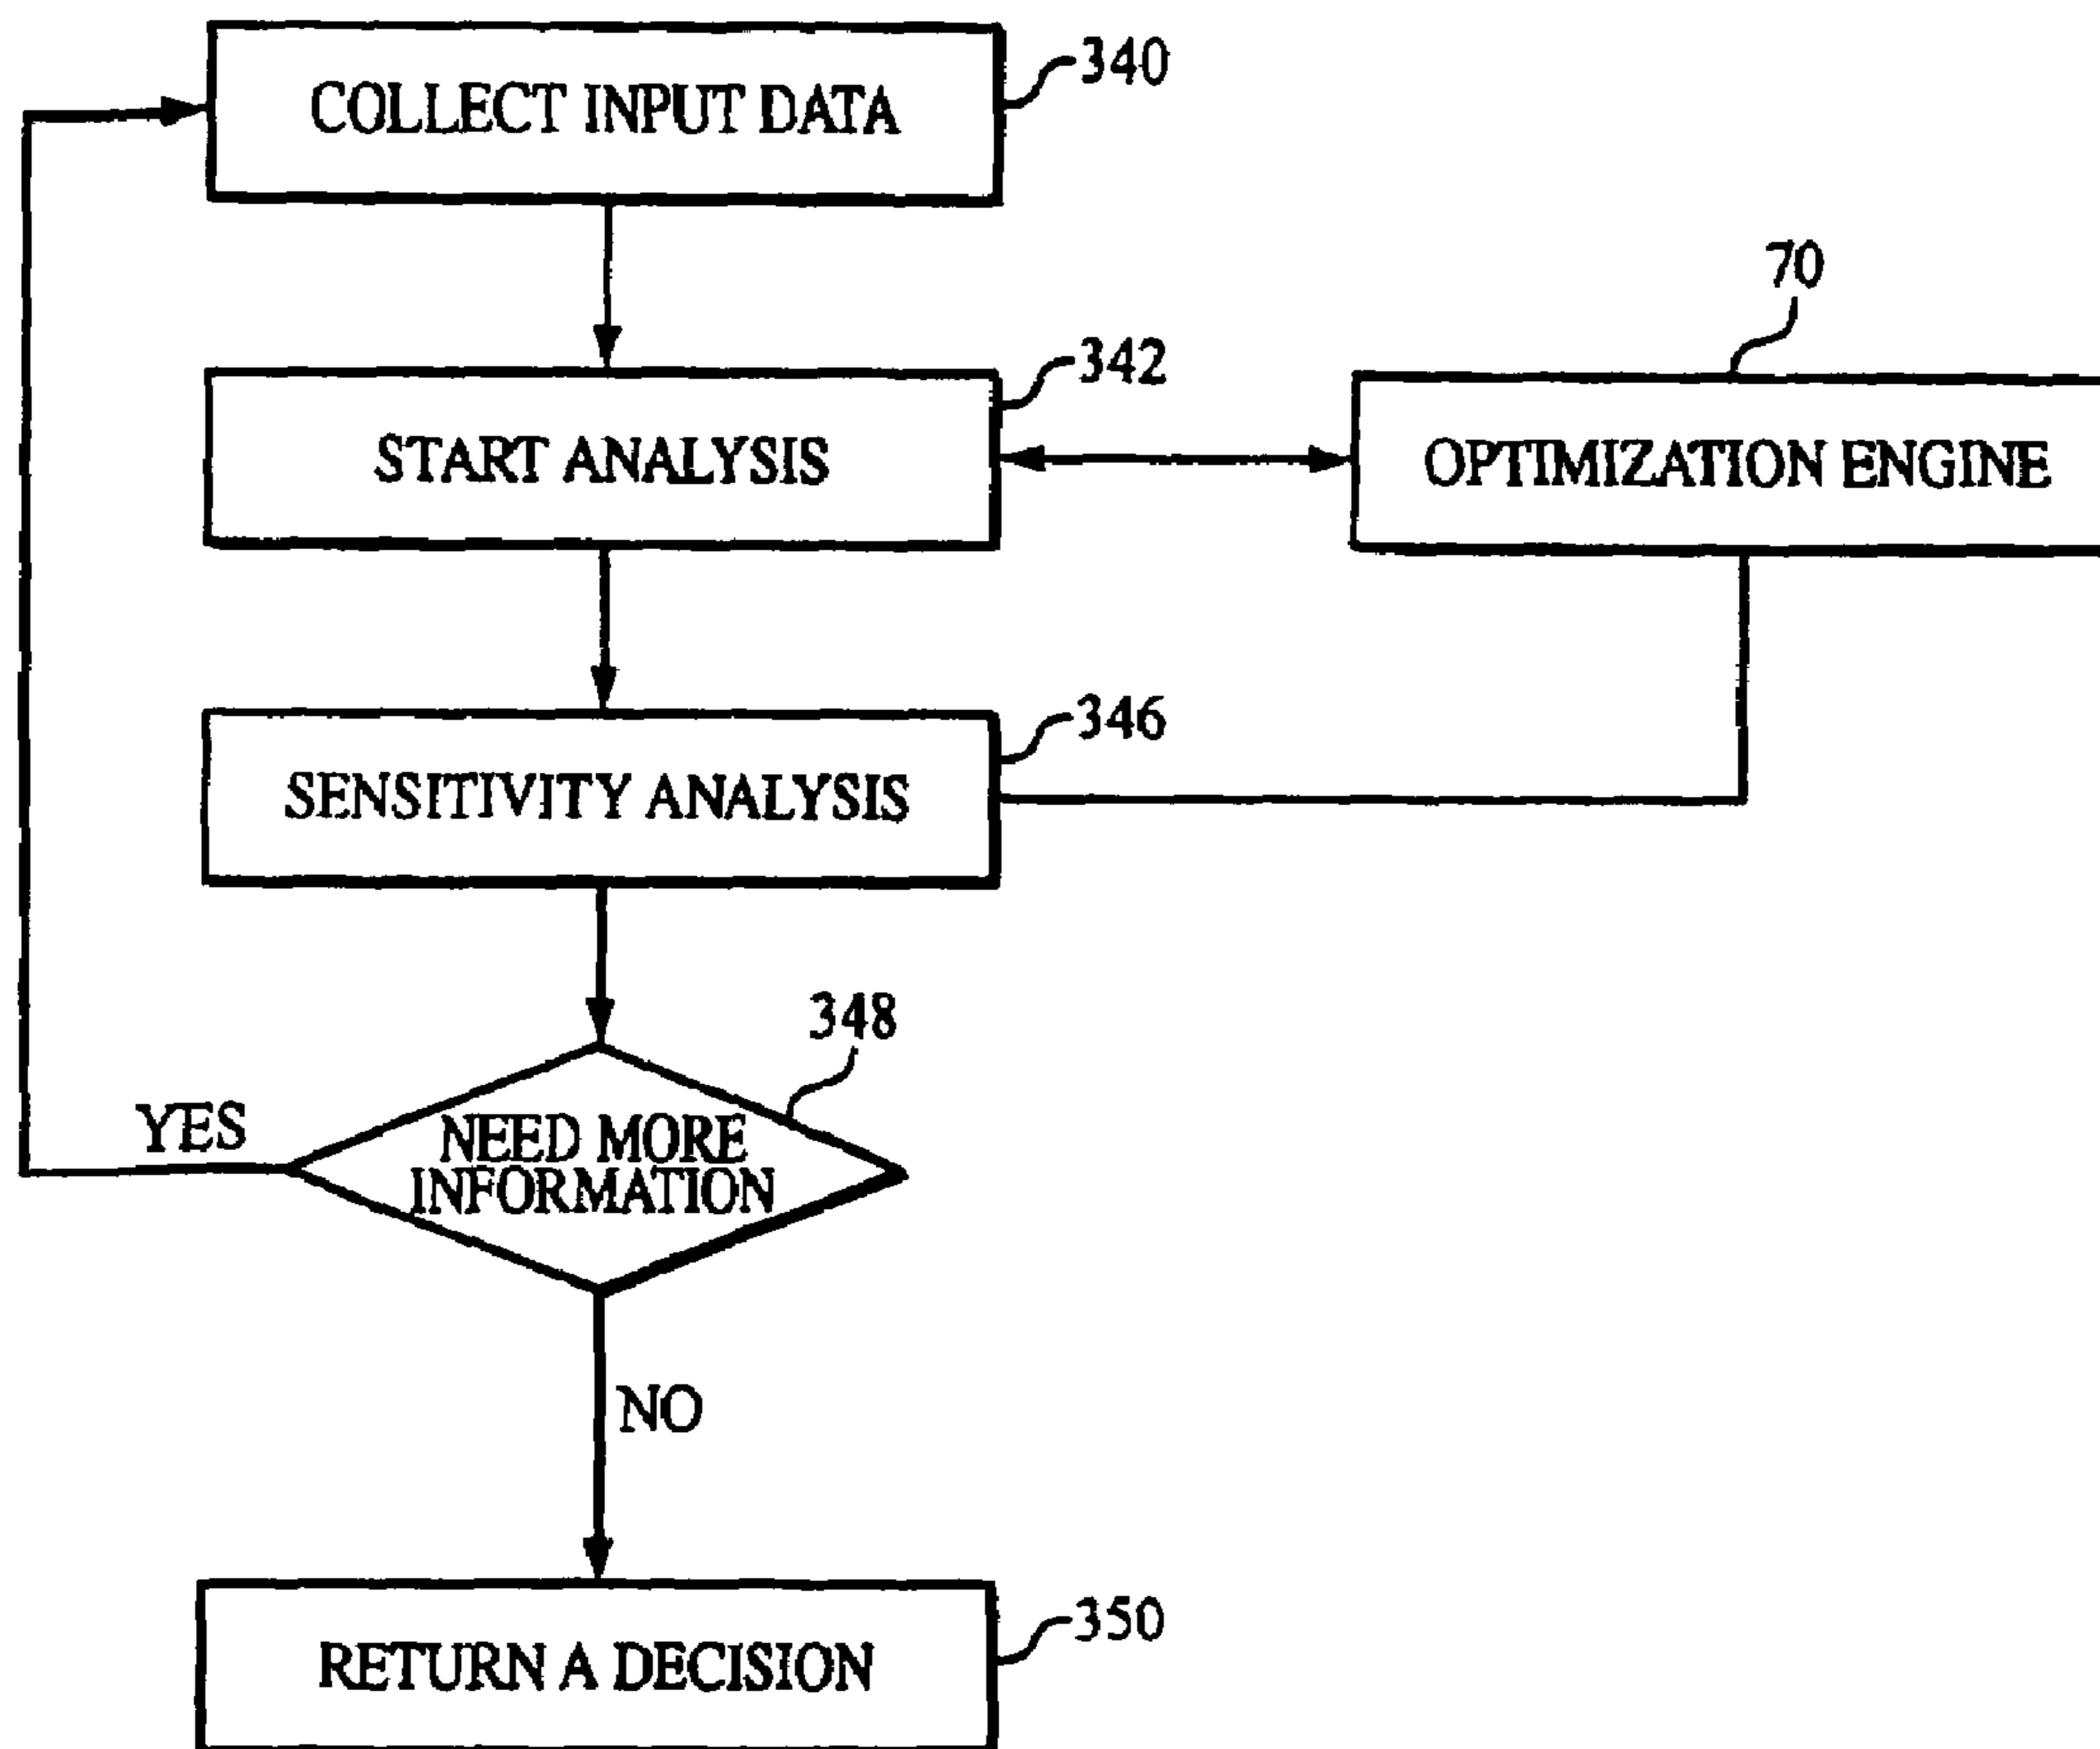 COLLECT INPUT DATA
340
START ANALYSIS
342
70
OPTIMIZATION ENGINE
SENSITIVITY ANALYSIS
346
348
NEED MORE
INFORMATION
YES
NO
RETURN A DECISION
350